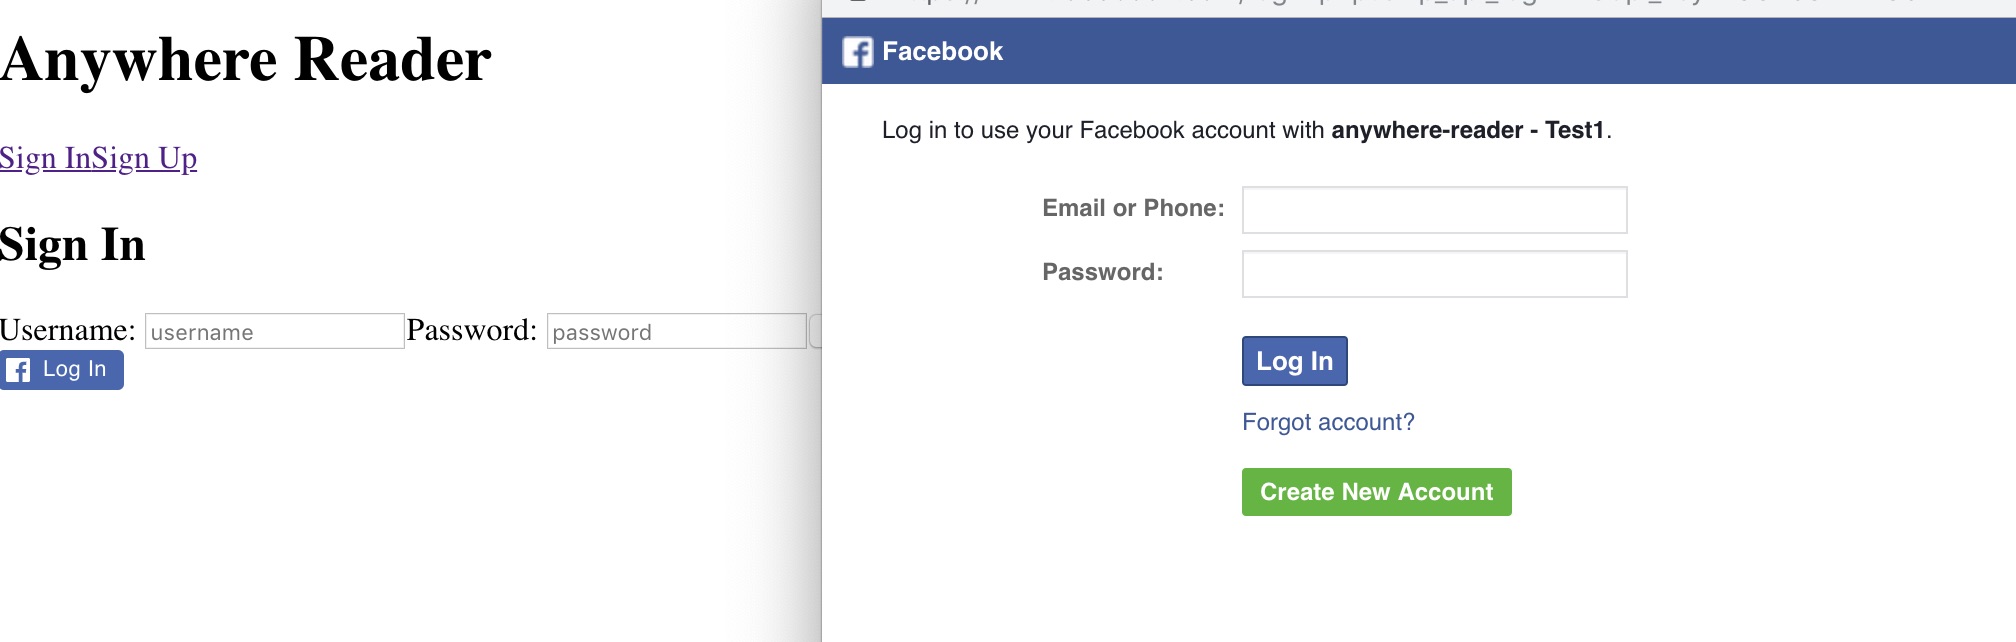 Anywhere Reader
Sign InSign Up
Sign In
Username: username Password: password
Log In
Facebook
Log in to use your Facebook account with anywhere-reader - Test1.
Email or Phone:
Password:
Log In
Forgot account?
Create New Account